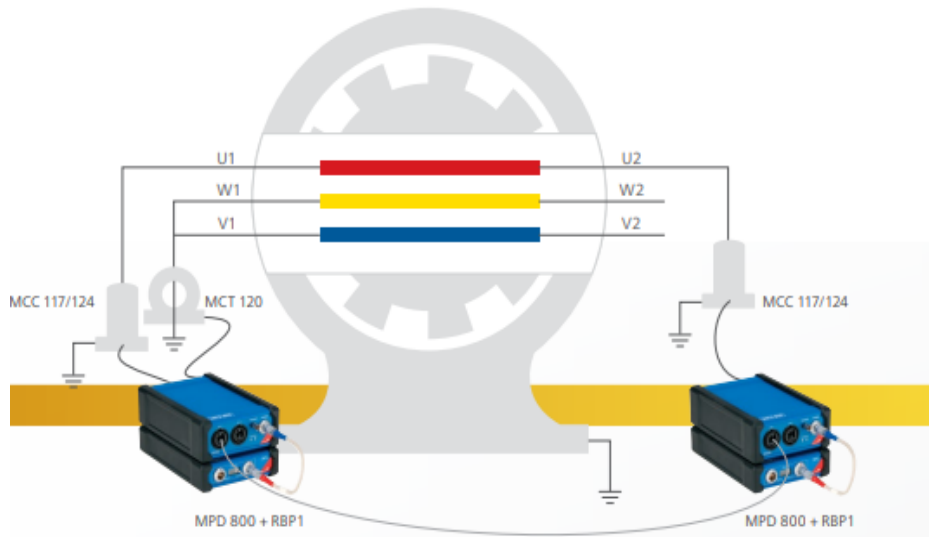 U1
U2
W1
W2
V1
V2
MCC 117/124
MCT 120
MCC 117/124
MPD 800 + RBP1
MPD 800 + RBP1